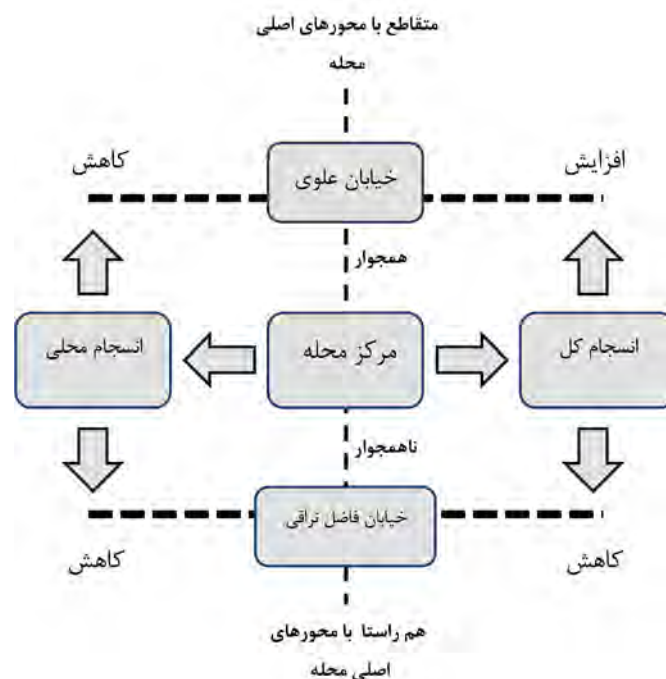 متقاطع با محورهای اصلی
محله
افزایش
خیابان علوی
کاهش
همجوار
انسجام کل
مرکز محله
انسجام محلی
ناهمجوار
خیابان فاضل نراقی
کاهش
کاهش
هم راستا با محورهای
اصلی محله